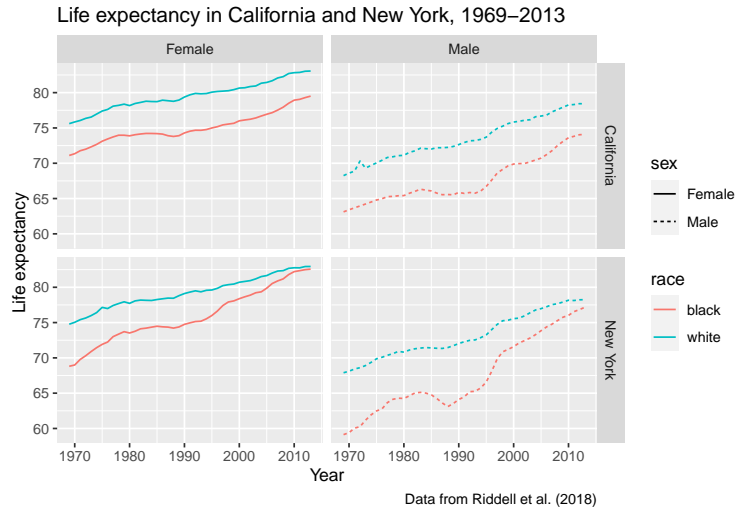 Life expectancy in California and New York, 1969−2013
Female
Male
80
75
70
65
60
California
80
75
70
65
60
New York
Life expectancy
1970 1980 1990 2000 2010
1970 1980 1990 2000 2010
Year
sex
Female
Male
race
black
white
Data from Riddell et al. (2018)